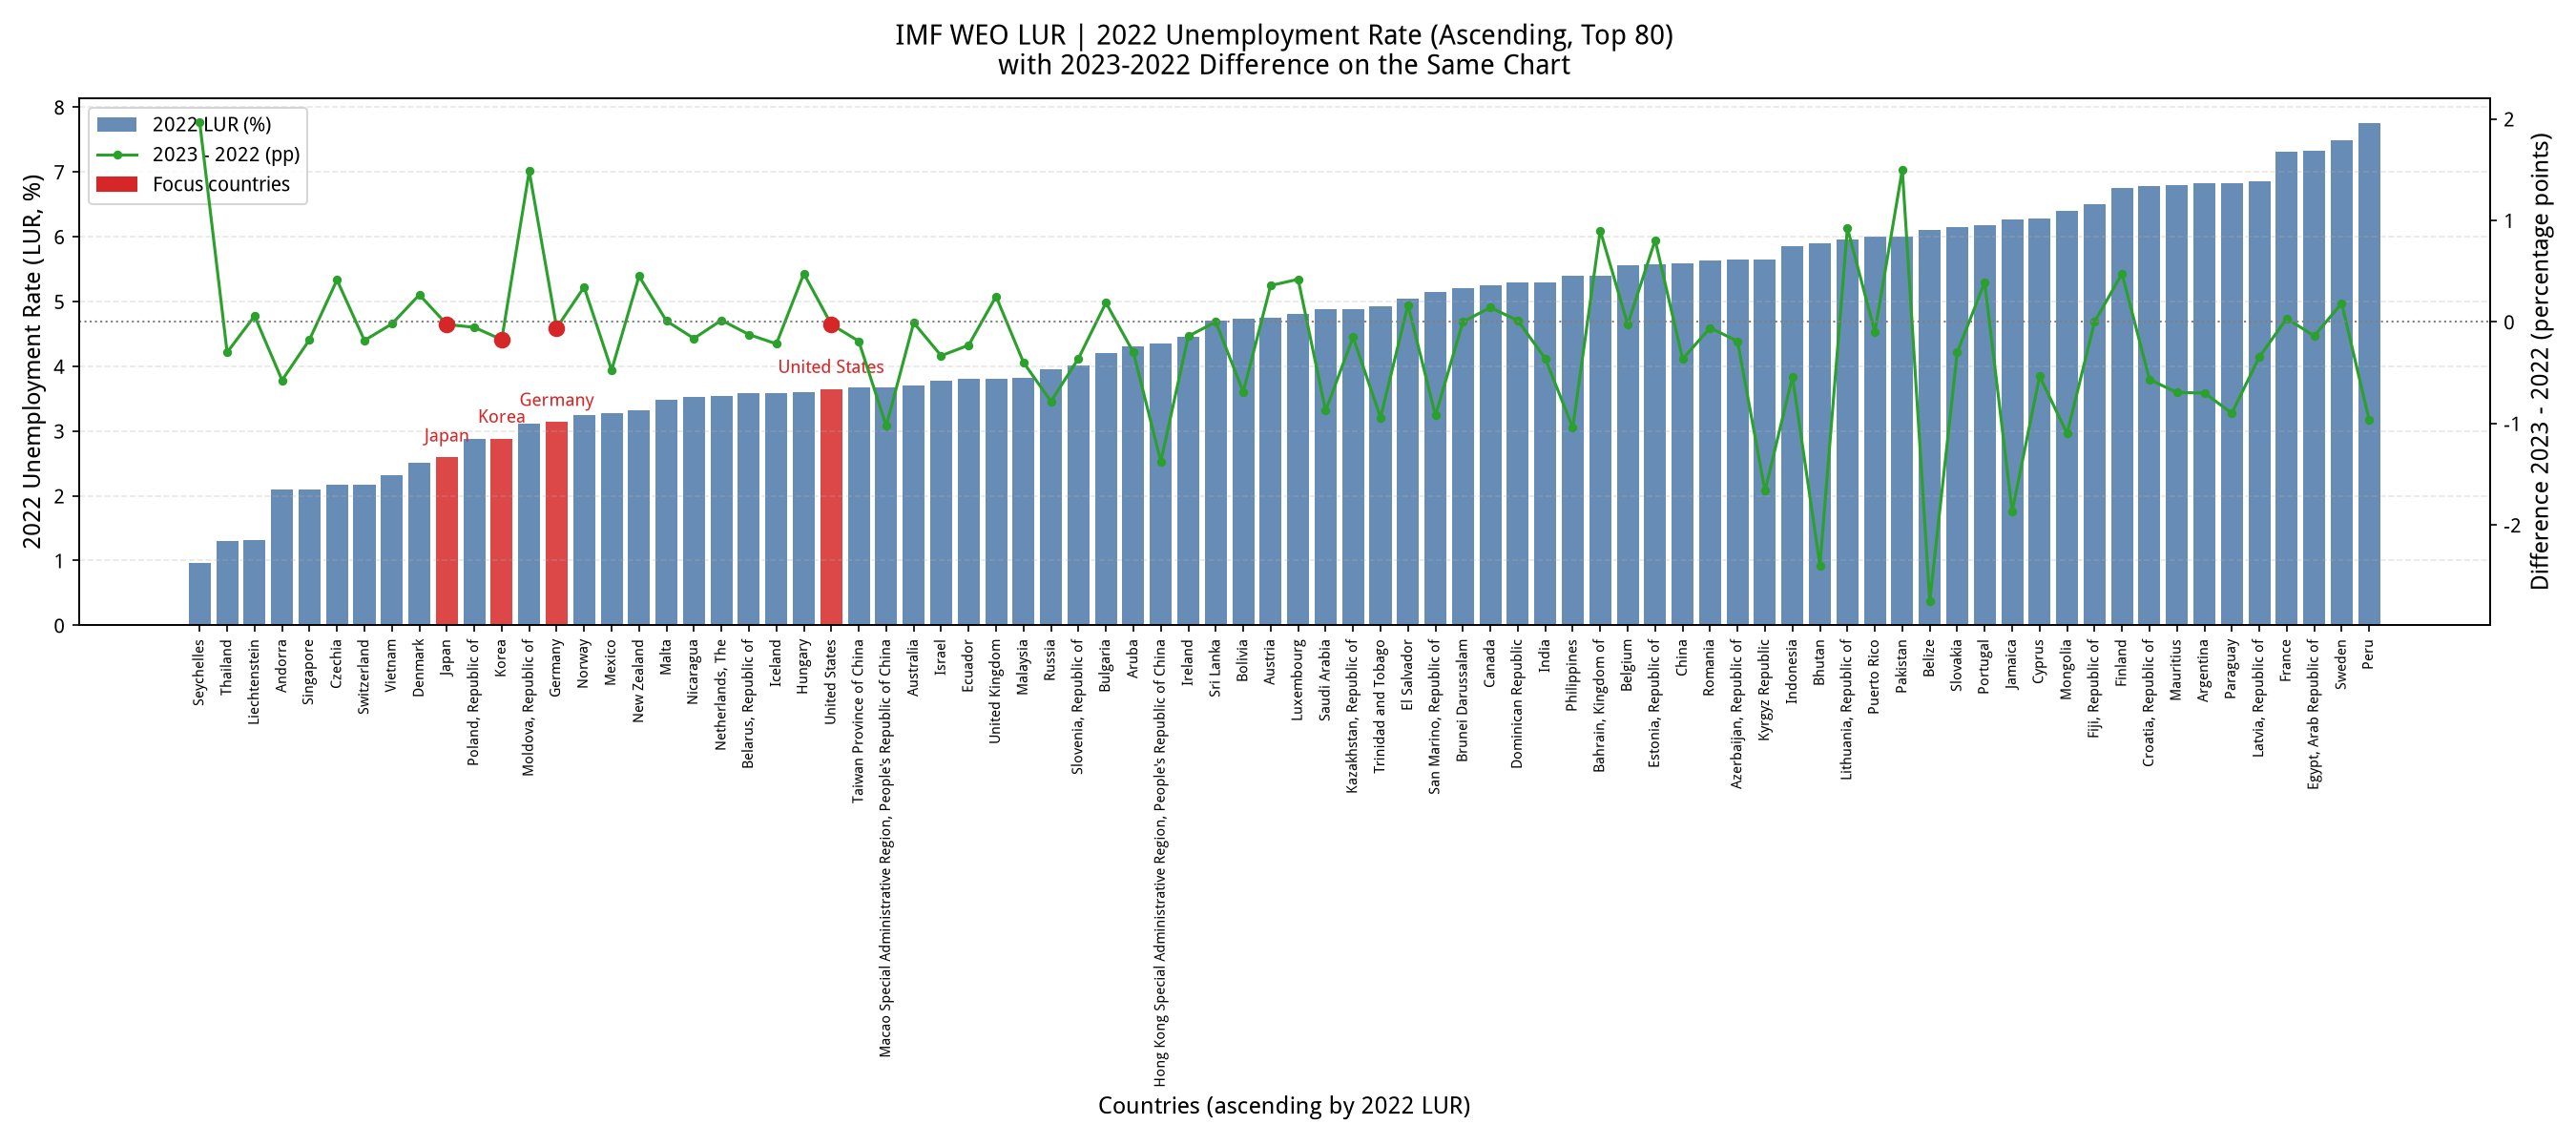 IMF WEO LUR | 2022 Unemployment Rate (Ascending, Top 80)
with 2023-2022 Difference on the Same Chart
2022 Unemployment Rate (LUR, %)
8
7
6
5
4
3
2
1
0
2022 LUR (%)
2023 - 2022 (pp)
Focus countries
Japan
Korea
Germany
United States
2
1
0
-1
-2
Difference 2023 - 2022 (percentage points)
Seychelles
Thailand
Liechtenstein
Andorra
Singapore
Czechia
Switzerland
Vietnam
Denmark
Japan
Poland, Republic of
Korea
Moldova, Republic of
Germany
Norway
Mexico
New Zealand
Malta
Nicaragua
Netherlands, The
Belarus, Republic of
Iceland
Hungary
United States
Taiwan Province of China
Macao Special Administrative Region, People's Republic of China
Australia
Israel
Ecuador
United Kingdom
Malaysia
Russia
Slovenia, Republic of
Bulgaria
Aruba
Hong Kong Special Administrative Region, People's Republic of China
Ireland
Sri Lanka
Bolivia
Austria
Luxembourg
Saudi Arabia
Kazakhstan, Republic of
Trinidad and Tobago
El Salvador
San Marino, Republic of
Brunei Darussalam
Canada
Dominican Republic
India
Philippines
Bahrain, Kingdom of
Belgium
Estonia, Republic of
China
Romania
Azerbaijan, Republic of
Kyrgyz Republic
Indonesia
Bhutan
Lithuania, Republic of
Puerto Rico
Pakistan
Belize
Slovakia
Portugal
Jamaica
Cyprus
Mongolia
Fiji, Republic of
Finland
Croatia, Republic of
Mauritius
Argentina
Paraguay
Latvia, Republic of
France
Egypt, Arab Republic of
Sweden
Peru
Countries (ascending by 2022 LUR)